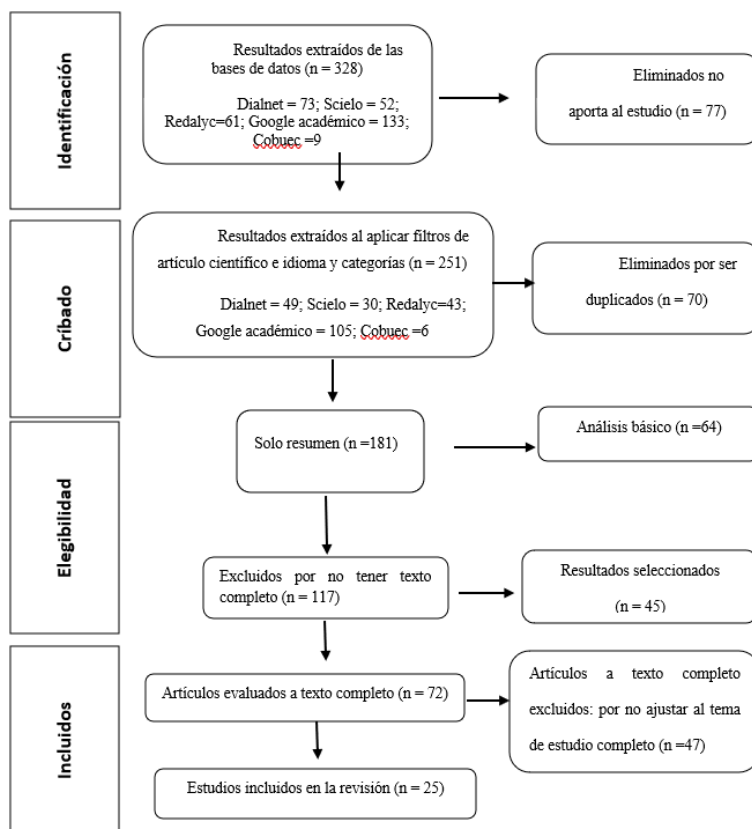 Identificación
Resultados extraídos de las
bases de datos (n = 328)
Dialnet = 73; Scielo = 52;
Redalyc=61; Google académico = 133;
Cobuec =9
Eliminados no
aporta al estudio (n = 77)
Cribado
Resultados extraídos al aplicar filtros de
artículo científico e idioma y categorías (n = 251)
Dialnet = 49; Scielo = 30; Redalyc=43;
Google académico = 105; Cobuec =6
Eliminados por ser
duplicados (n = 70)
Elegibilidad
Solo resumen (n =181)
Análisis básico (n =64)
Excluidos por no tener texto
completo (n = 117)
Resultados seleccionados
(n = 45)
Incluidos
Artículos evaluados a texto completo (n = 72)
Artículos a texto completo
excluidos: por no ajustar al tema
de estudio completo (n =47)
Estudios incluidos en la revisión (n = 25)